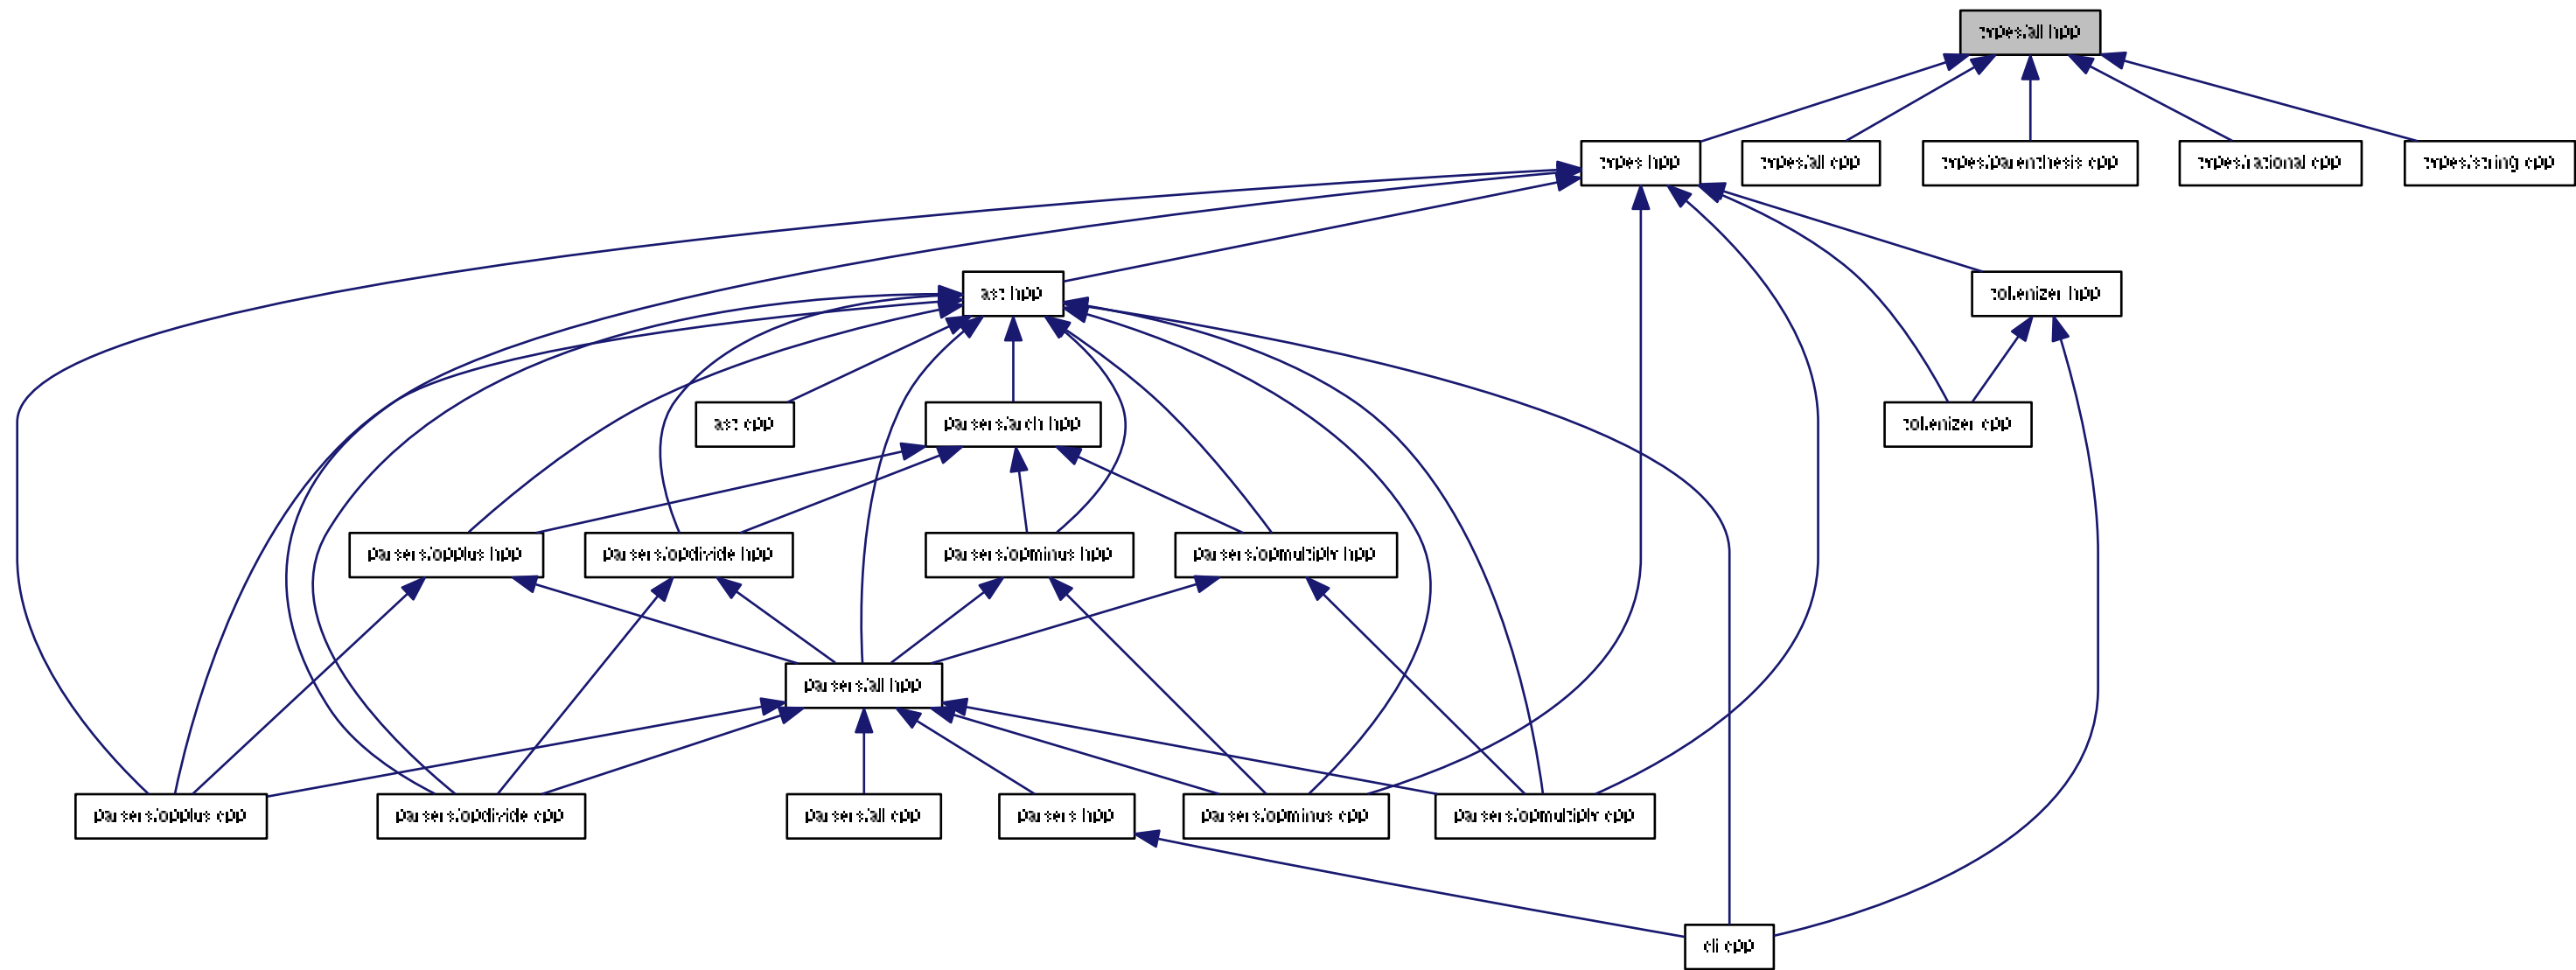 types/all.hpp
types.hpp
types/all.cpp
types/parenthesis.cpp
types/rational.cpp
types/string.cpp
ast.hpp
tokenizer.hpp
ast.cpp
parsers/arch.hpp
tokenizer.cpp
parsers/opplus.hpp
parsers/opdivide.hpp
parsers/opminus.hpp
parsers/opmultiply.hpp
parsers/all.hpp
parsers/opplus.cpp
parsers/opdivide.cpp
parsers/all.cpp
parsers.hpp
parsers/opminus.cpp
parsers/opmultiply.cpp
cli.cpp